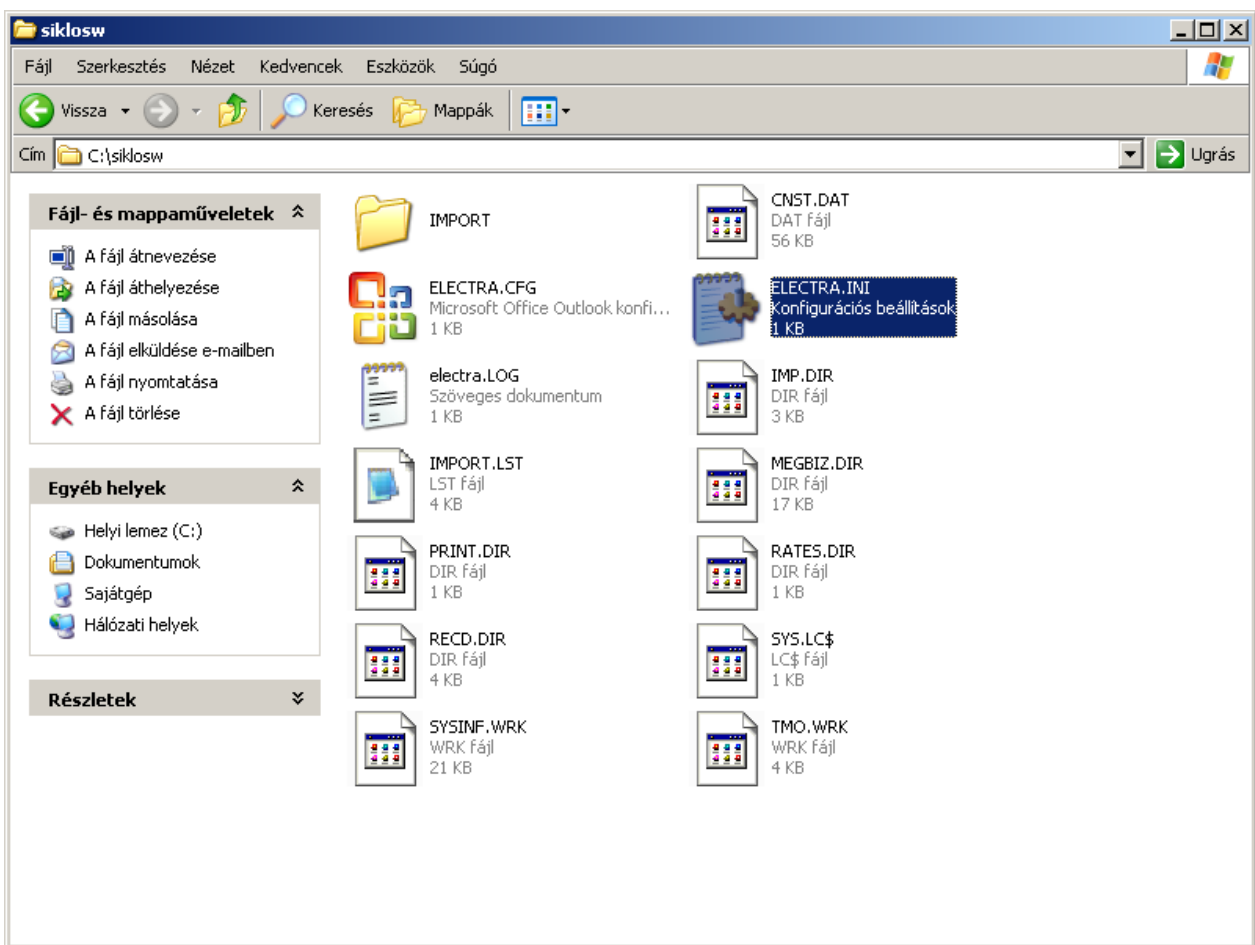 siklosw
Fájl Szerkesztés Nézet Kedvencek Eszközök Súgó
Vissza Keresés Mappák
Cím C:\siklosw Ugrás
Fájl- és mappaműveletek
A fájl átnevezése
A fájl áthelyezése
A fájl másolása
A fájl elküldése e-mailben
A fájl nyomtatása
A fájl törlése
Egyéb helyek
Helyi lemez (C:)
Dokumentumok
Sajátgép
Hálózati helyek
Részletek
IMPORT
CNST.DAT
DAT fájl
56 KB
ELECTRA.CFG
Microsoft Office Outlook konfi...
1 KB
ELECTRA.INI
Konfigurációs beállítások
1 KB
electra.LOG
Szöveges dokumentum
1 KB
IMP.DIR
DIR fájl
3 KB
IMPORT.LST
LST fájl
4 KB
MEGBIZ.DIR
DIR fájl
17 KB
PRINT.DIR
DIR fájl
1 KB
RATES.DIR
DIR fájl
1 KB
RECD.DIR
DIR fájl
4 KB
SYS.LC$
LC$ fájl
1 KB
SYSINF.WRK
WRK fájl
21 KB
TMO.WRK
WRK fájl
4 KB